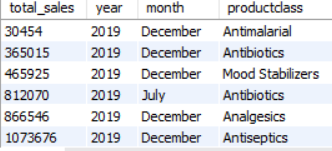 total_sales year month productclass
30454 2019 December Antimalarial
365015 2019 December Antibiotics
465925 2019 December Mood Stabilizers
812070 2019 July Antibiotics
866546 2019 December Analgesics
1073676 2019 December Antiseptics